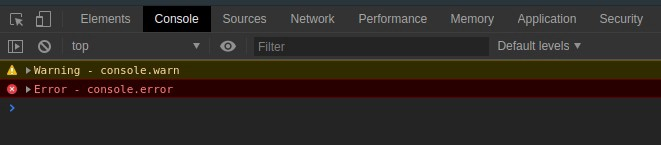 Elements Console Sources Network Performance Memory Application Security
top Filter Default levels
Warning - console.warn
Error - console.error